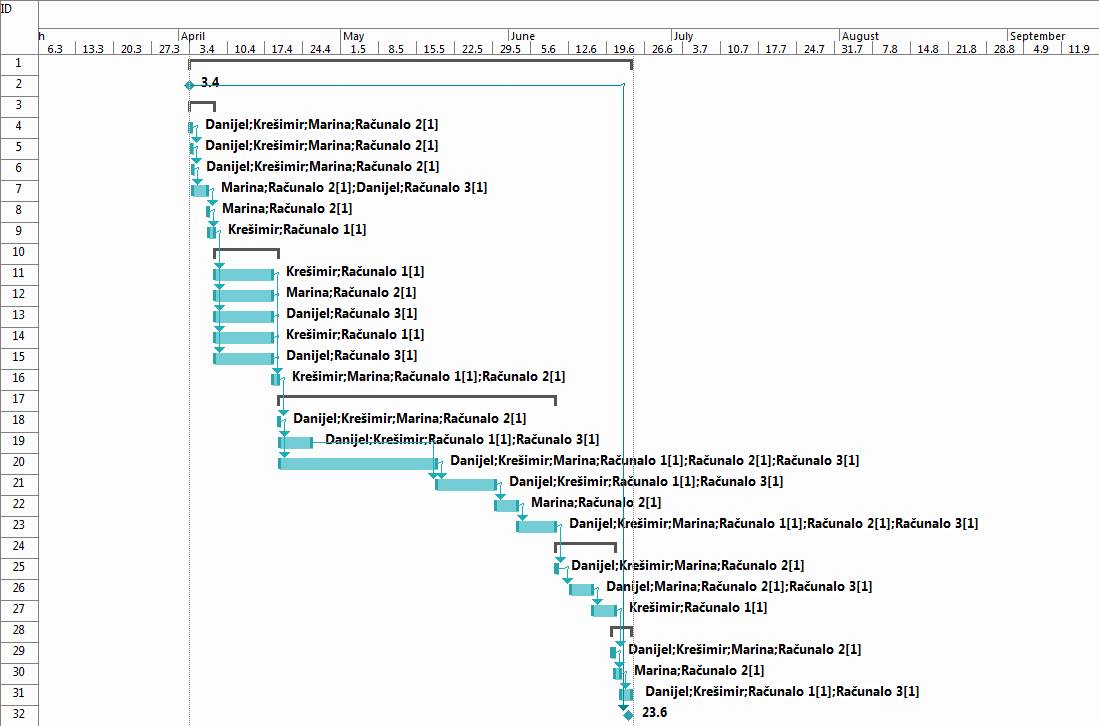 ID
h April May June July August September
6.3 13.3 20.3 27.3 3.4 10.4 17.4 24.4 1.5 8.5 15.5 22.5 29.5 5.6 12.6 19.6 26.6 3.7 10.7 17.7 24.7 31.7 7.8 14.8 21.8 28.8 4.9 11.9
1
2 3.4
3
4 Danijel;Krešimir;Marina;Računalo 2[1]
5 Danijel;Krešimir;Marina;Računalo 2[1]
6 Danijel;Krešimir;Marina;Računalo 2[1]
7 Marina;Računalo 2[1];Danijel;Računalo 3[1]
8 Marina;Računalo 2[1]
9 Krešimir;Računalo 1[1]
10
11 Krešimir;Računalo 1[1]
12 Marina;Računalo 2[1]
13 Danijel;Računalo 3[1]
14 Krešimir;Računalo 1[1]
15 Danijel;Računalo 3[1]
16 Krešimir;Marina;Računalo 1[1];Računalo 2[1]
17
18 Danijel;Krešimir;Marina;Računalo 2[1]
19 Danijel;Krešimir;Računalo 1[1];Računalo 3[1]
20 Danijel;Krešimir;Marina;Računalo 1[1];Računalo 2[1];Računalo 3[1]
21 Danijel;Krešimir;Računalo 1[1];Računalo 3[1]
22 Marina;Računalo 2[1]
23 Danijel;Krešimir;Marina;Računalo 1[1];Računalo 2[1];Računalo 3[1]
24
25 Danijel;Krešimir;Marina;Računalo 2[1]
26 Danijel;Marina;Računalo 2[1];Računalo 3[1]
27 Krešimir;Računalo 1[1]
28
29 Danijel;Krešimir;Marina;Računalo 2[1]
30 Marina;Računalo 2[1]
31 Danijel;Krešimir;Računalo 1[1];Računalo 3[1]
32 23.6